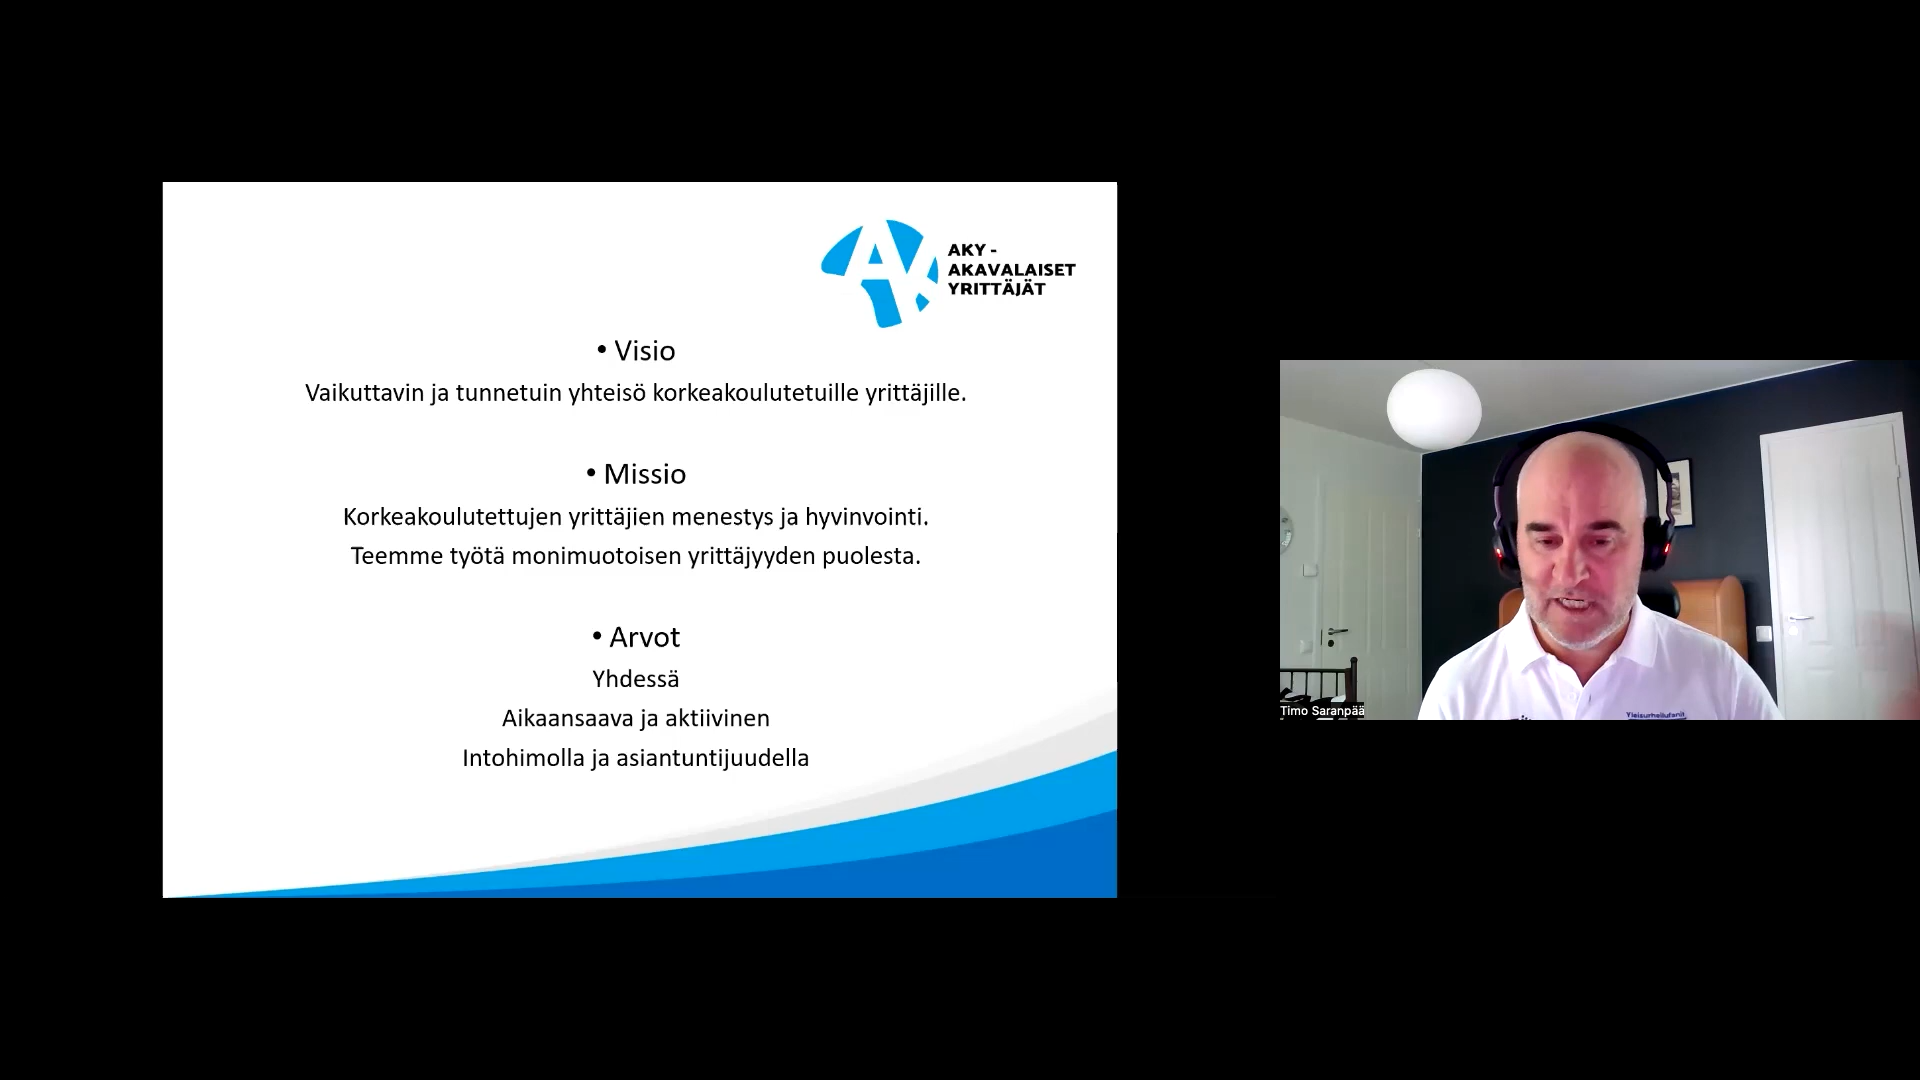 AKY -
AKAVALAISET
YRITTÄJÄT
• Visio
Vaikuttavin ja tunnetuin yhteisö korkeakoulutetuille yrittäjille.
• Missio
Korkeakoulutettujen yrittäjien menestys ja hyvinvointi.
Teemme työtä monimuotoisen yrittäjyyden puolesta.
• Arvot
Yhdessä
Aikaansaava ja aktiivinen
Intohimolla ja asiantuntijuudella
Yleisurheilufanit
Timo Saranpää